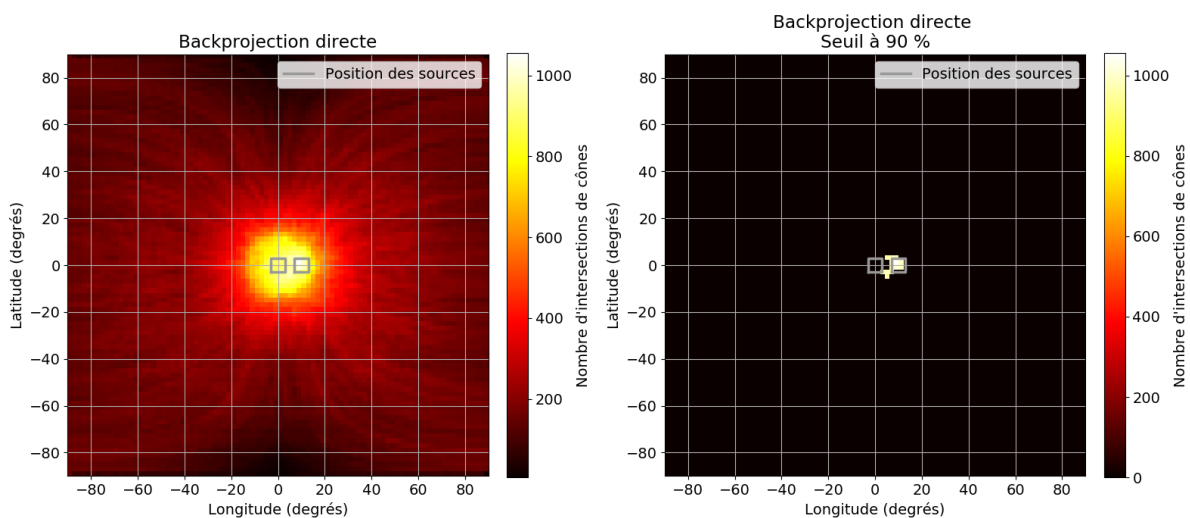 Backprojection directe
Position des sources
80
60
40
20
0
−20
−40
−60
−80
−80 −60 −40 −20 0 20 40 60 80
Latitude (degrés)
Longitude (degrés)
1000
800
600
400
200
Nombre d'intersections de cônes
Backprojection directe
Seuil à 90 %
Position des sources
80
60
40
20
0
−20
−40
−60
−80
−80 −60 −40 −20 0 20 40 60 80
Latitude (degrés)
Longitude (degrés)
1000
800
600
400
200
0
Nombre d'intersections de cônes